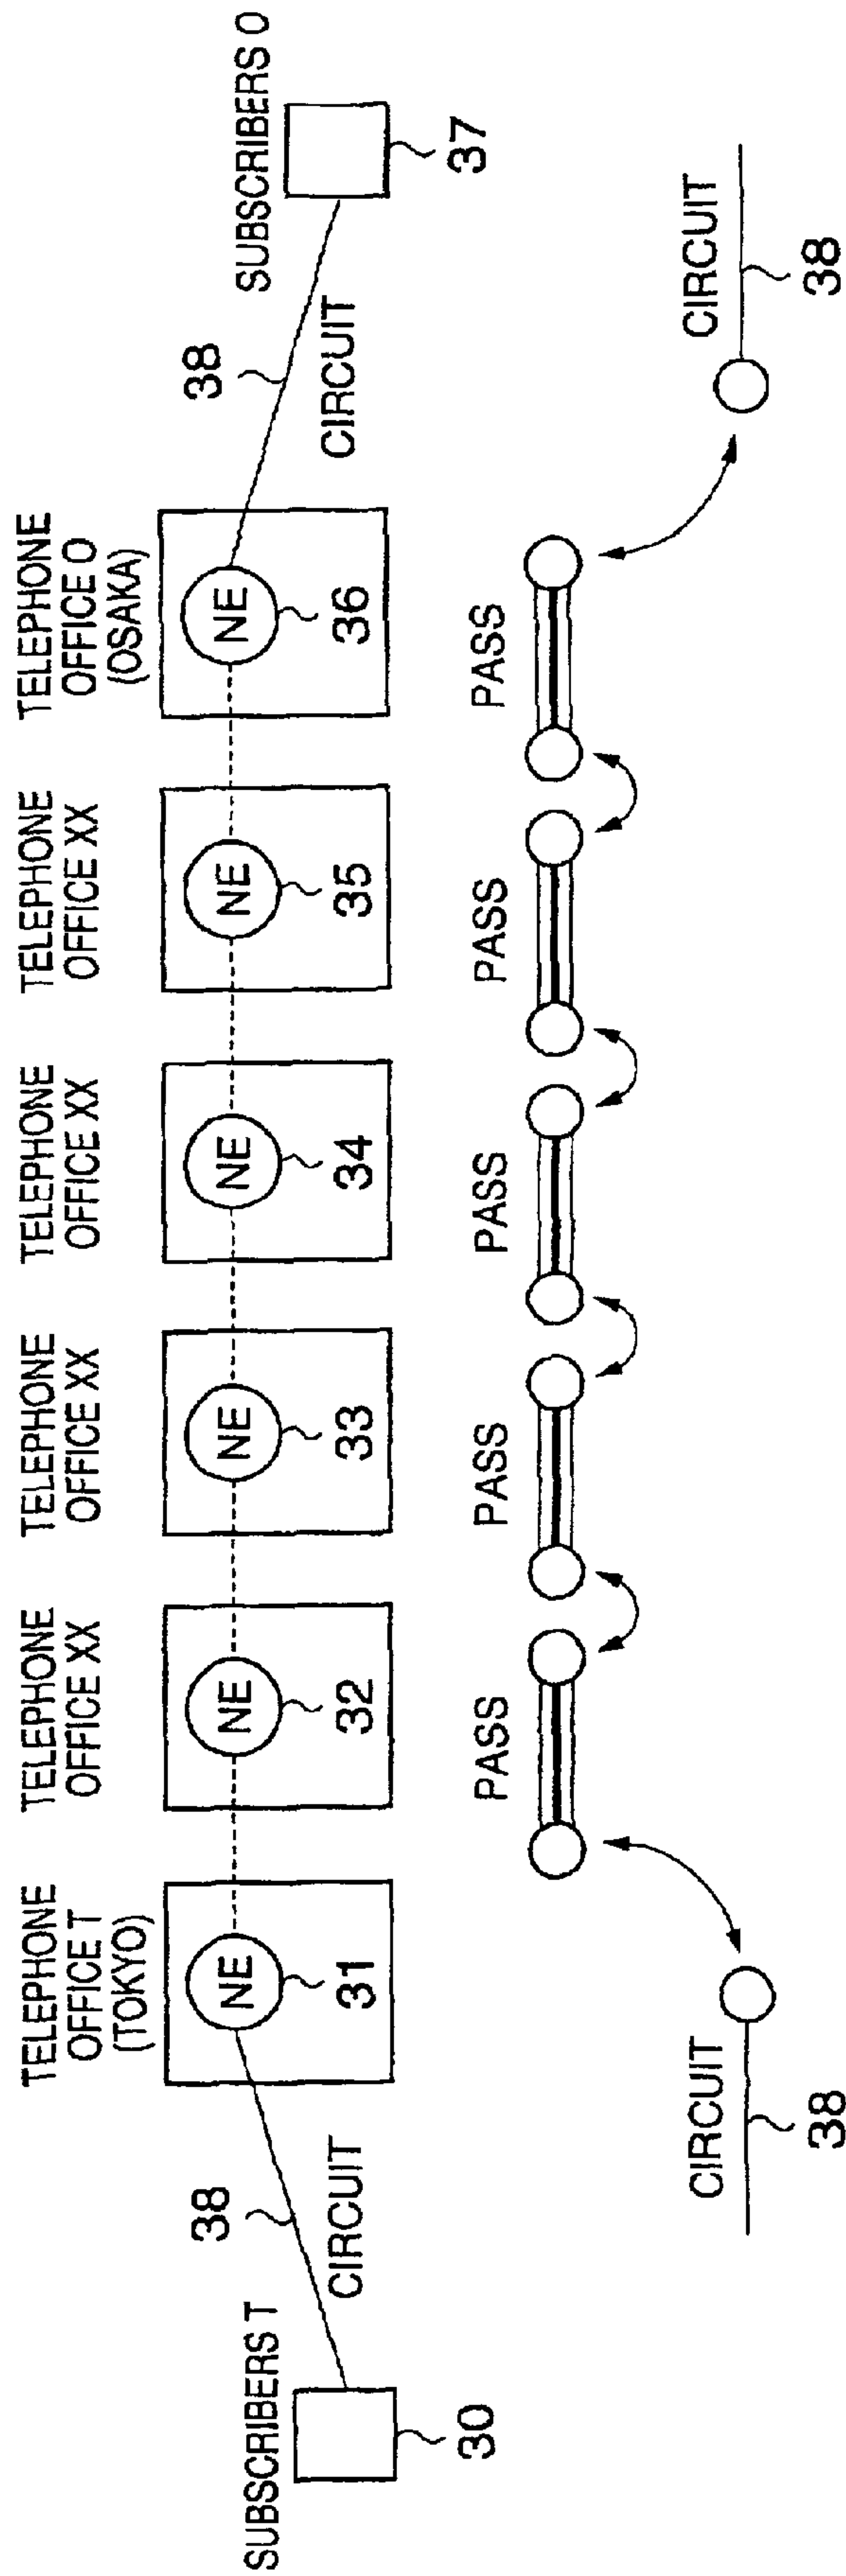 SUBSCRIBERS T
30
38
CIRCUIT
TELEPHONE
OFFICE T
(TOKYO)
NE
31
TELEPHONE
OFFICE XX
NE
32
TELEPHONE
OFFICE XX
NE
33
TELEPHONE
OFFICE XX
NE
34
TELEPHONE
OFFICE XX
NE
35
TELEPHONE
OFFICE O
(OSAKA)
NE
36
38
CIRCUIT
SUBSCRIBERS O
37
PASS
PASS
PASS
PASS
PASS
CIRCUIT
38
CIRCUIT
38